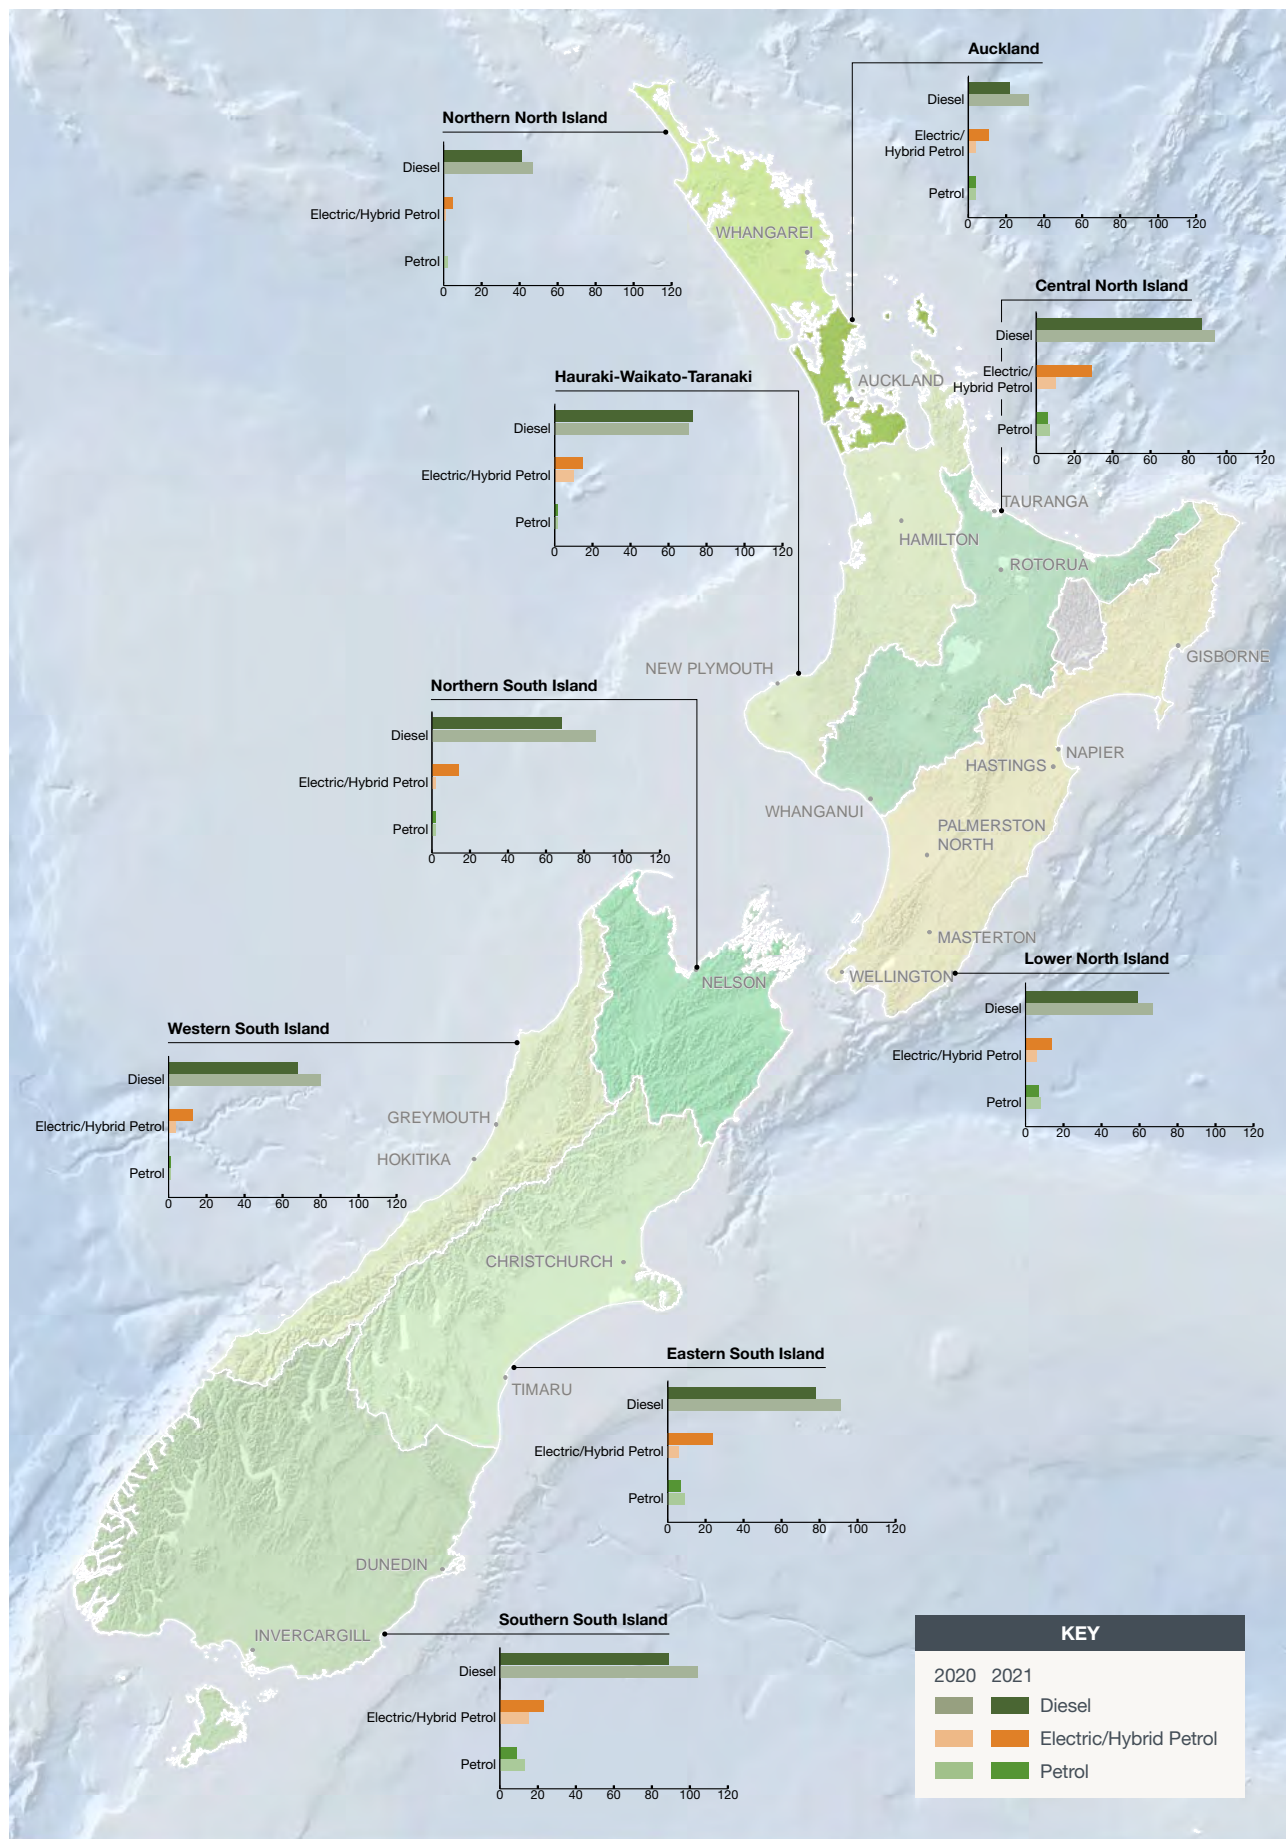 Auckland
Diesel
Electric/
Hybrid Petrol
Petrol
0 20 40 60 80 100 120
Northern North Island
Diesel
Electric/Hybrid Petrol
Petrol
0 20 40 60 80 100 120
WHANGAREI
Central North Island
Diesel
Electric/
Hybrid Petrol
Petrol
0 20 40 60 80 100 120
Hauraki-Waikato-Taranaki
Diesel
Electric/Hybrid Petrol
Petrol
0 20 40 60 80 100 120
AUCKLAND
TAURANGA
HAMILTON
ROTORUA
GISBORNE
NEW PLYMOUTH
Northern South Island
Diesel
Electric/Hybrid Petrol
Petrol
0 20 40 60 80 100 120
NAPIER
HASTINGS
WHANGANUI
PALMERSTON
NORTH
MASTERTON
WELLINGTON
NELSON
Lower North Island
Diesel
Electric/Hybrid Petrol
Petrol
0 20 40 60 80 100 120
Western South Island
Diesel
Electric/Hybrid Petrol
Petrol
0 20 40 60 80 100 120
GREYMOUTH
HOKITIKA
CHRISTCHURCH
Eastern South Island
Diesel
Electric/Hybrid Petrol
Petrol
0 20 40 60 80 100 120
TIMARU
DUNEDIN
INVERCARGILL
Southern South Island
Diesel
Electric/Hybrid Petrol
Petrol
0 20 40 60 80 100 120
KEY
2020 2021
Diesel
Electric/Hybrid Petrol
Petrol